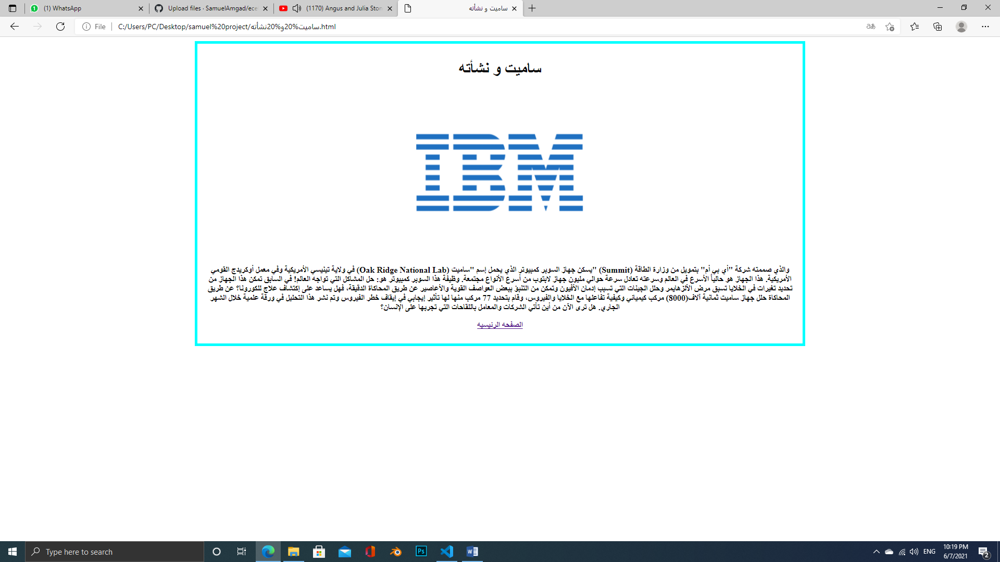 (1) WhatsApp
Upload files · SamuelAmgad/ece
(1170) Angus and Julia Ston
ساميت و نشأته
File
C:/Users/PC/Desktop/samuel%20project/ساميت%20و%20نشأته.html
ساميت و نشأته
IBM
والذي صممته شركة "أي بي أم" بتمويل من وزارة الطاقة (Summit) "يسكن جهاز السوبر كمبيوتر الذي يحمل إسم "ساميت (Oak Ridge National Lab) في ولاية تينيسي الأمريكية وفي معمل أوكريدج القومي
الأمريكية. هذا الجهاز هو حالياً الأسرع في العالم وسرعته تعادل سرعة حوالي مليون جهاز لابتوب من أسرع الأنواع مجتمعة. وظيفة هذا السوبر كمبيوتر هو: حل المشاكل التي تواجه العالم! في السابق تمكن هذا الجهاز من
تحديد تغيرات في الخلايا تسبق مرض الألزهايمر وحلل الجينات التي تسبب إدمان الأفيون وتمكن من التنبؤ ببعض العواصف القوية والأعاصير عن طريق المحاكاة الدقيقة، فهل يساعد على إكتشاف علاج للكورونا؟ عن طريق
المحاكاة حلل جهاز ساميت ثمانية آلاف(8000) مركب كيميائي وكيفية تفاعلها مع الخلايا والفيروس، وقام بتحديد 77 مركب منها لها تأثير إيجابي في إيقاف خطر الفيروس وتم نشر هذا التحليل في ورقة علمية خلال الشهر
الجاري. هل ترى الآن من أين تأتي الشركات والمعامل باللقاحات التي تجربها على الإنسان؟
الصفحه الرئيسيه
Type here to search
Ps
ENG
10:19 PM
6/7/2021
2